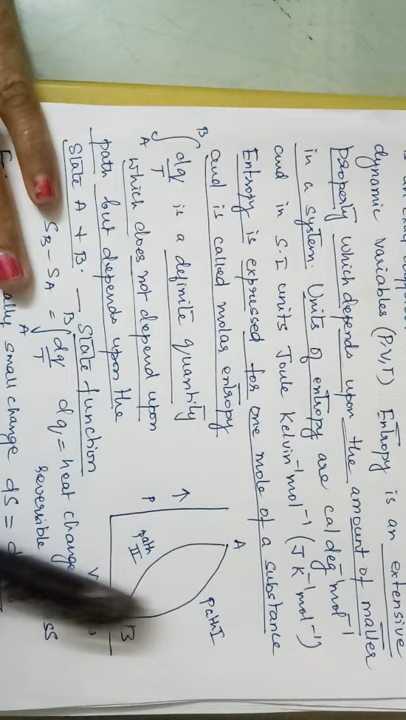 dynamic variables (P,V,T) Entropy is an extensive
Property which depends upon the amount of matter
in a system. Units of entropy are cal deg⁻¹ mol⁻¹
and in S.I units Joule Kelvin⁻¹ mol⁻¹ (J K⁻¹ mol⁻¹)
Entropy is expressed for one mole of a substance
and is called molar entropy
B
∫ dq/T is a definite quantity
A
which does not depend upon
path but depends upon the
State A & B. — State function
S_B - S_A = ∫_A^B dq/T dq = heat change
reversible
ally small change dS =
P
↑
A
path I
path II
B
V